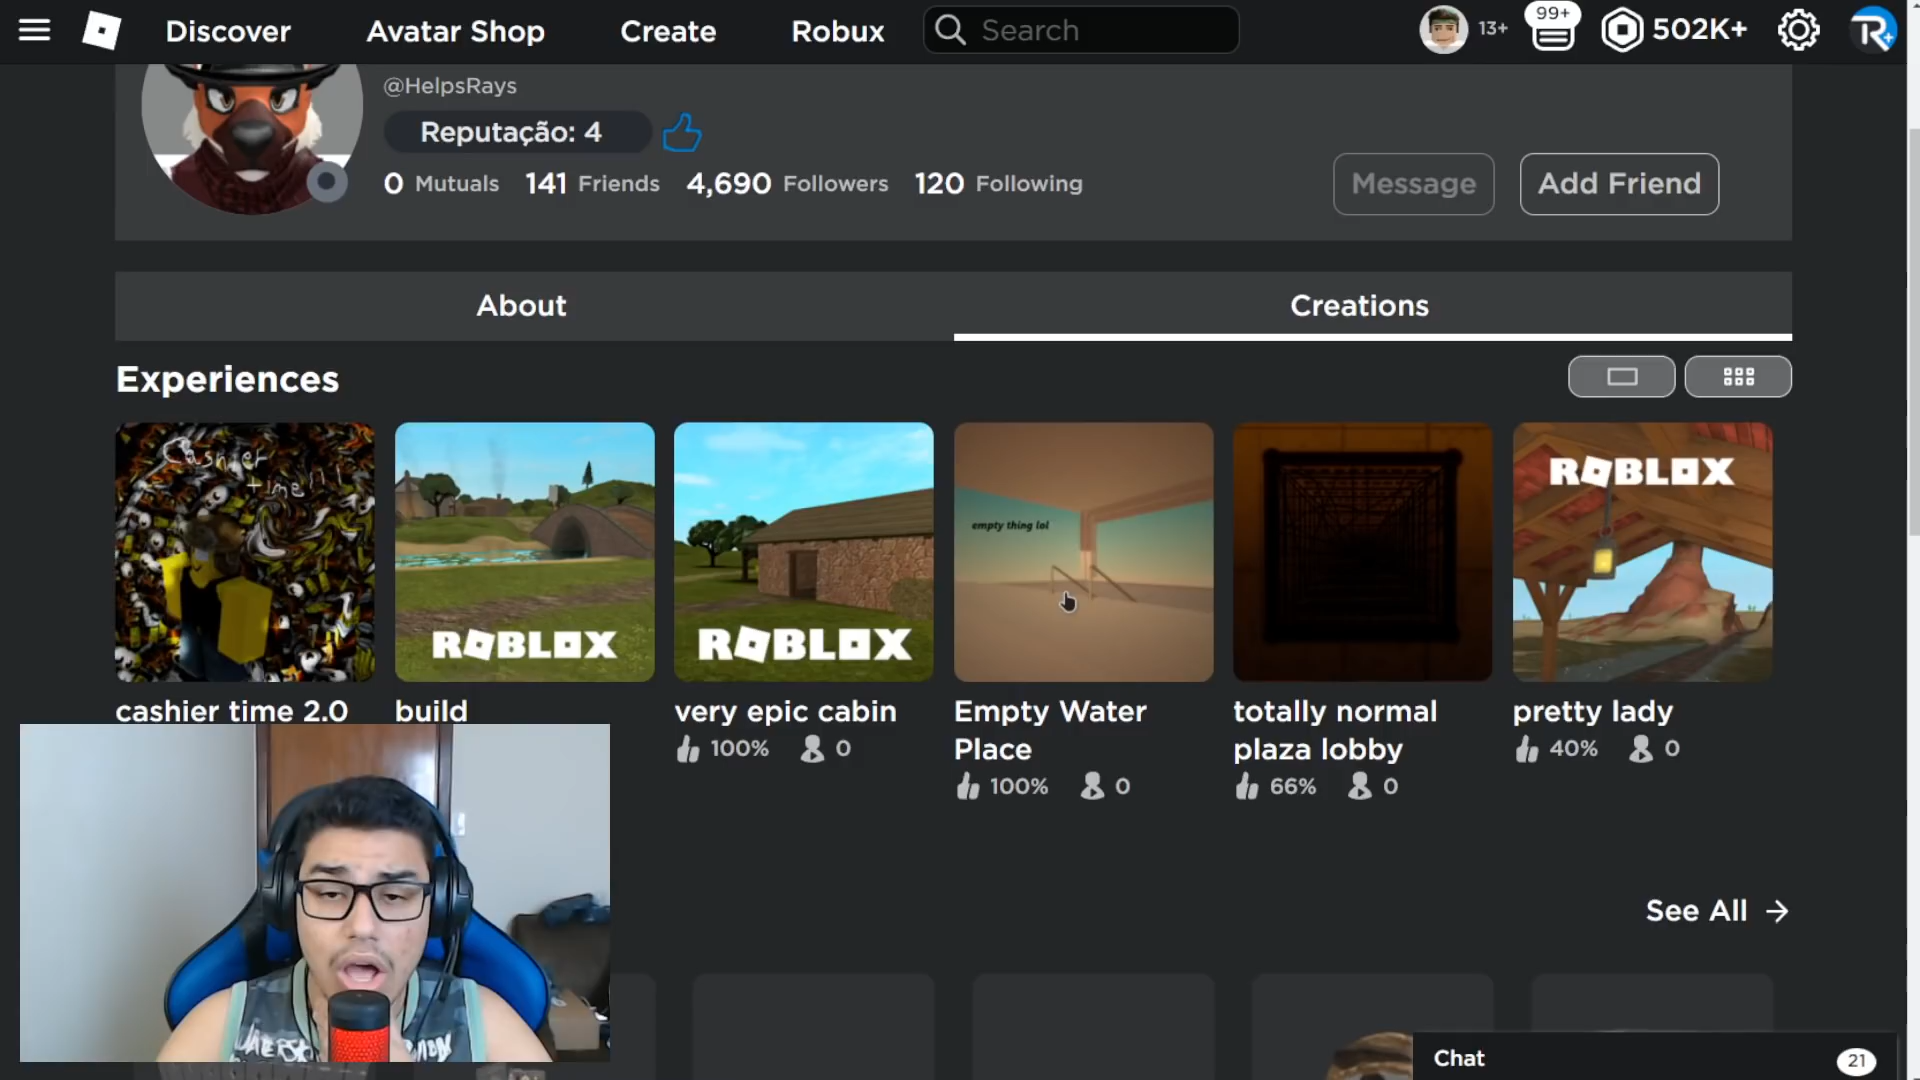 Discover
Avatar Shop
Create
Robux
Search
13+
99+
502K+
@HelpsRays
Reputação: 4
0 Mutuals 141 Friends 4,690 Followers 120 Following
Message
Add Friend
About
Creations
Experiences
Cashier
time!!!
ROBLOX
ROBLOX
empty thing lol
ROBLOX
cashier time 2.0
build
very epic cabin
100% 0
Empty Water
Place
100% 0
totally normal
plaza lobby
66% 0
pretty lady
40% 0
See All
Chat
21